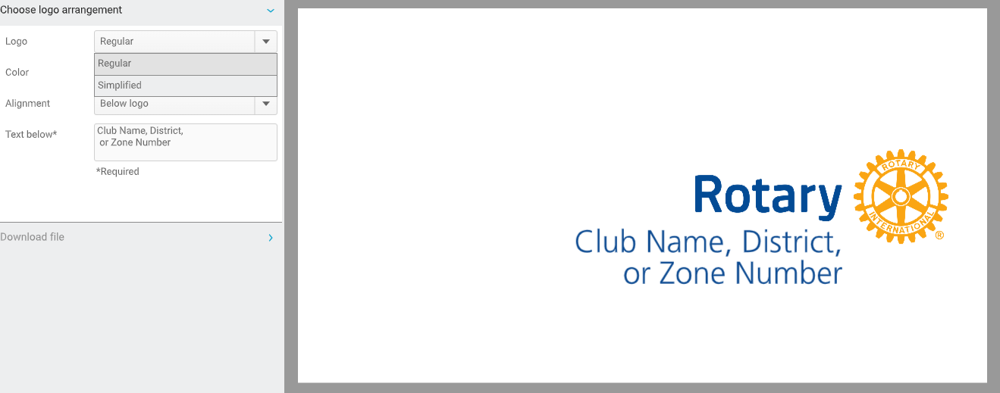 Choose logo arrangement
Logo
Regular
Regular
Simplified
Color
Alignment
Below logo
Text below*
Club Name, District,
or Zone Number
*Required
Download file
Rotary
ROTARY
INTERNATIONAL
®
Club Name, District,
or Zone Number